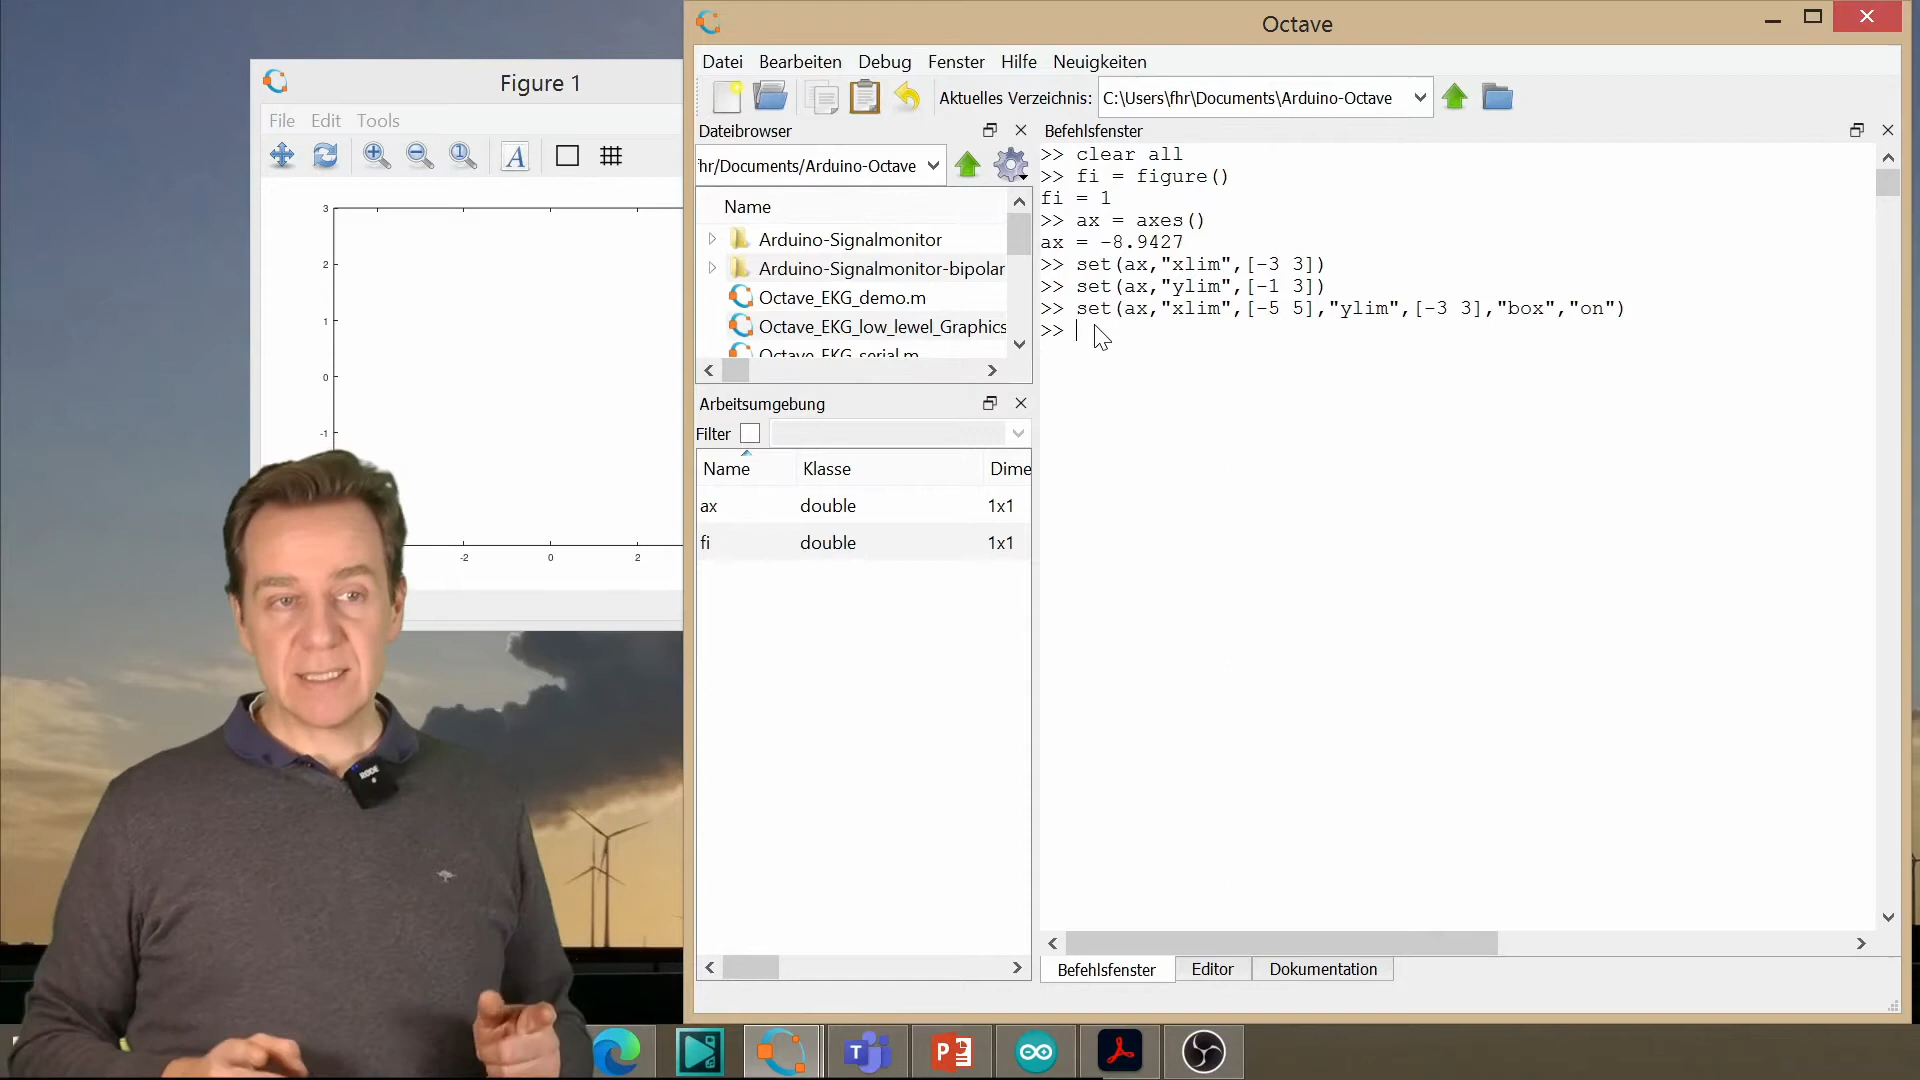 Figure 1
File Edit Tools
A
3
2
1
0
-1
-2 0 2
RØDE
Octave
Datei Bearbeiten Debug Fenster Hilfe Neuigkeiten
Aktuelles Verzeichnis: C:\Users\fhr\Documents\Arduino-Octave
Dateibrowser
hr/Documents/Arduino-Octave
Name
Arduino-Signalmonitor
Arduino-Signalmonitor-bipolar
Octave_EKG_demo.m
Octave_EKG_low_lewel_Graphics
Octave_EKG_serial.m
Arbeitsumgebung
Filter
Name Klasse Dime
ax double 1x1
fi double 1x1
Befehlsfenster
>> clear all
>> fi = figure()
fi = 1
>> ax = axes()
ax = -8.9427
>> set(ax,"xlim",[-3 3])
>> set(ax,"ylim",[-1 3])
>> set(ax,"xlim",[-5 5],"ylim",[-3 3],"box","on")
>>
Befehlsfenster Editor Dokumentation